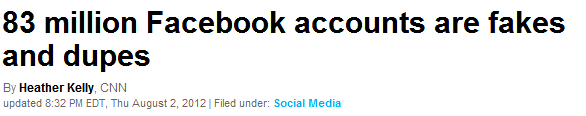 83 million Facebook accounts are fakes
and dupes
By Heather Kelly, CNN
updated 8:32 PM EDT, Thu August 2, 2012 | Filed under: Social Media